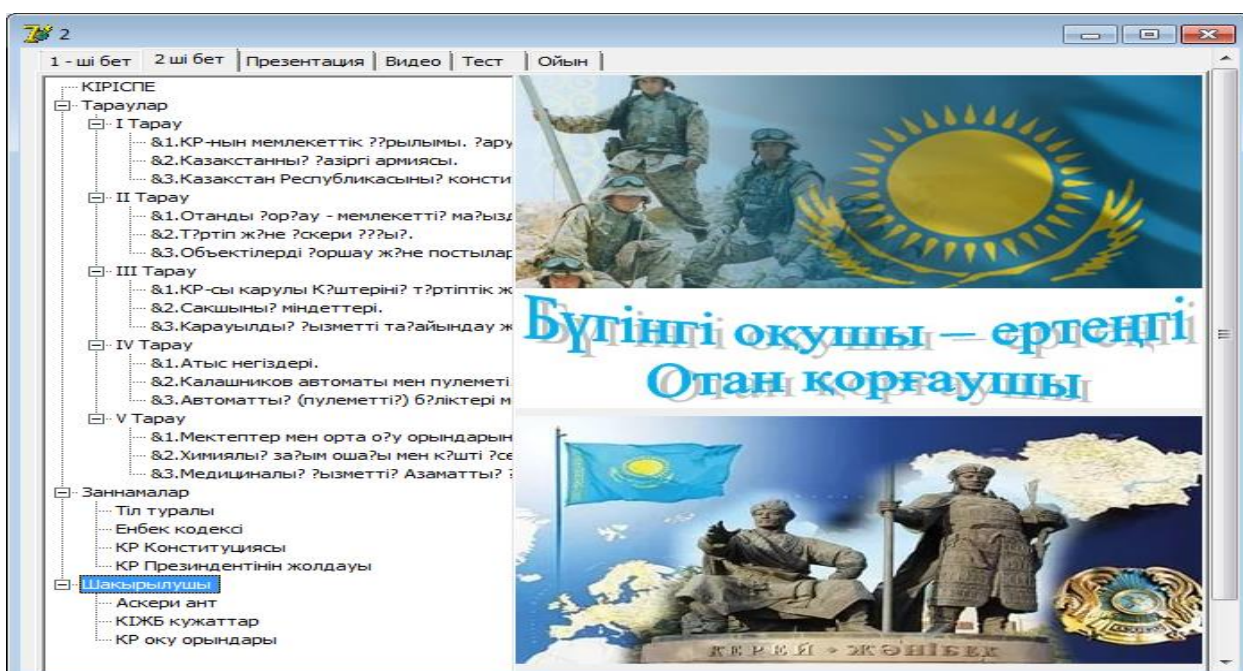 2
1 - ші бет 2 ші бет Презентация Видео Тест Ойын
КІРІСПЕ
Тараулар
I Тарау
&1.КР-нын мемлекеттік ??рылымы. ?ару
&2.Казакстанны? ?азіргі армиясы.
&3.Казакстан Республикасыны? консти
II Тарау
&1.Отанды ?ор?ау - мемлекетті? ма?ызд
&2.Т?ртіп ж?не ?скери ???ы?.
&3.Объектілерді ?оршау ж?не постылар
III Тарау
&1.КР-сы карулы К?штеріні? т?ртіптік ж
&2.Сакшыны? міндеттері.
&3.Карауылды? ?ызметті та?айындау ж
IV Тарау
&1.Атыс негіздері.
&2.Калашников автоматы мен пулеметі
&3.Автоматты? (пулеметті?) б?ліктері м
V Тарау
&1.Мектептер мен орта о?у орындарын
&2.Химиялы? за?ым оша?ы мен к?шті ?се
&3.Медициналы? ?ызметті? Азаматты? ?
Заннамалар
Тіл туралы
Енбек кодексі
КР Конституциясы
КР Президентінін жолдауы
Шакырылушы
Аскери ант
КІЖБ кужаттар
КР оку орындары
Бүгінгі оқушы – ертеңгі
Отан қорғаушы
КЕРЕЙ • ЖӘНІБЕК